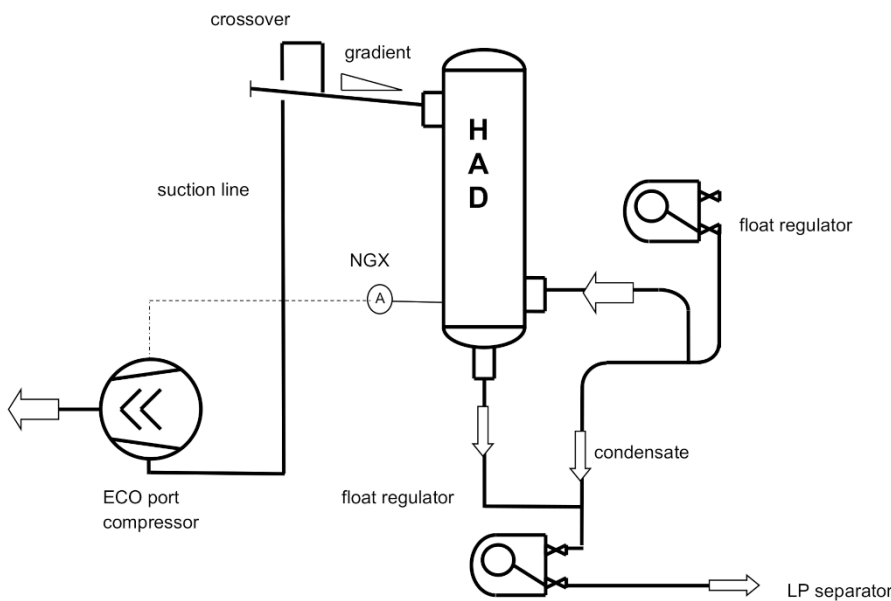 crossover
gradient
H
A
D
suction line
float regulator
NGX
A
condensate
float regulator
ECO port
compressor
LP separator